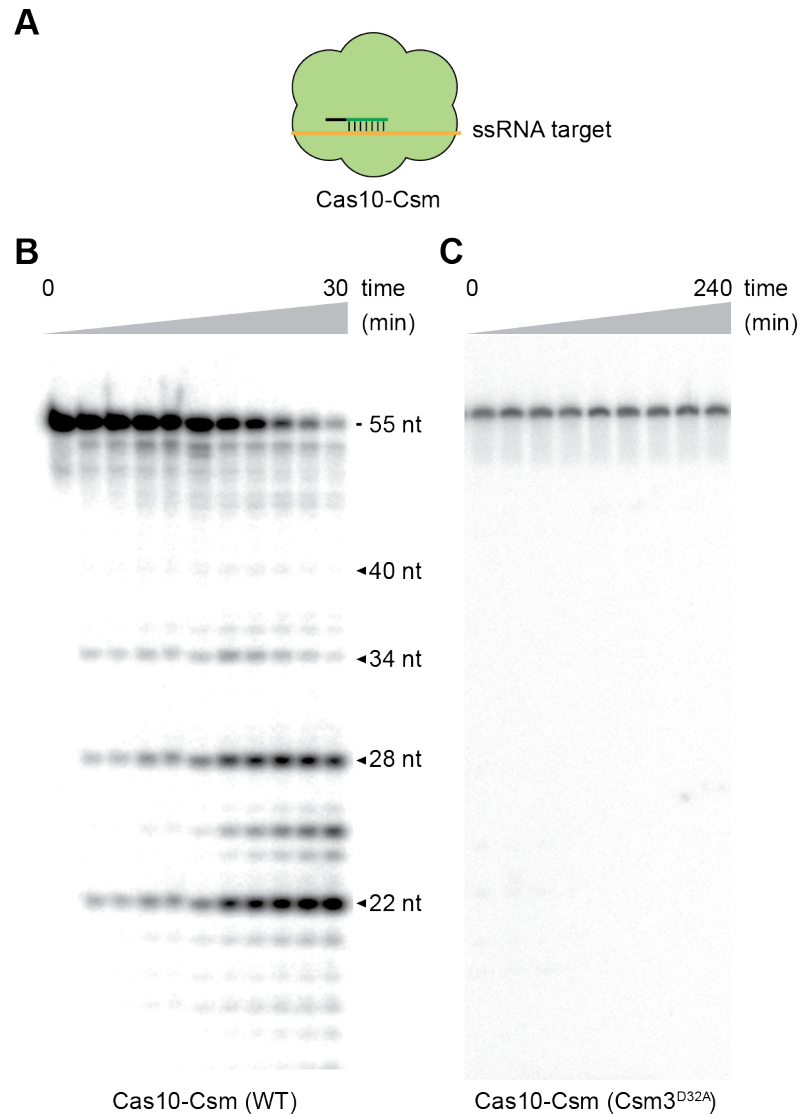 A
ssRNA target
Cas10-Csm
B
0 30 time
(min)
- 55 nt
◄40 nt
◄34 nt
◄28 nt
◄22 nt
Cas10-Csm (WT)
C
0 240 time
(min)
Cas10-Csm (Csm3ᴰ³²ᴬ)